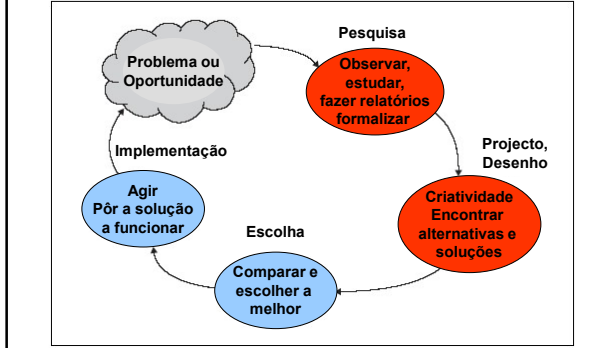 Problema ou
Oportunidade
Pesquisa
Observar,
estudar,
fazer relatórios
formalizar
Projecto,
Desenho
Criatividade
Encontrar
alternativas e
soluções
Escolha
Comparar e
escolher a
melhor
Implementação
Agir
Pôr a solução
a funcionar